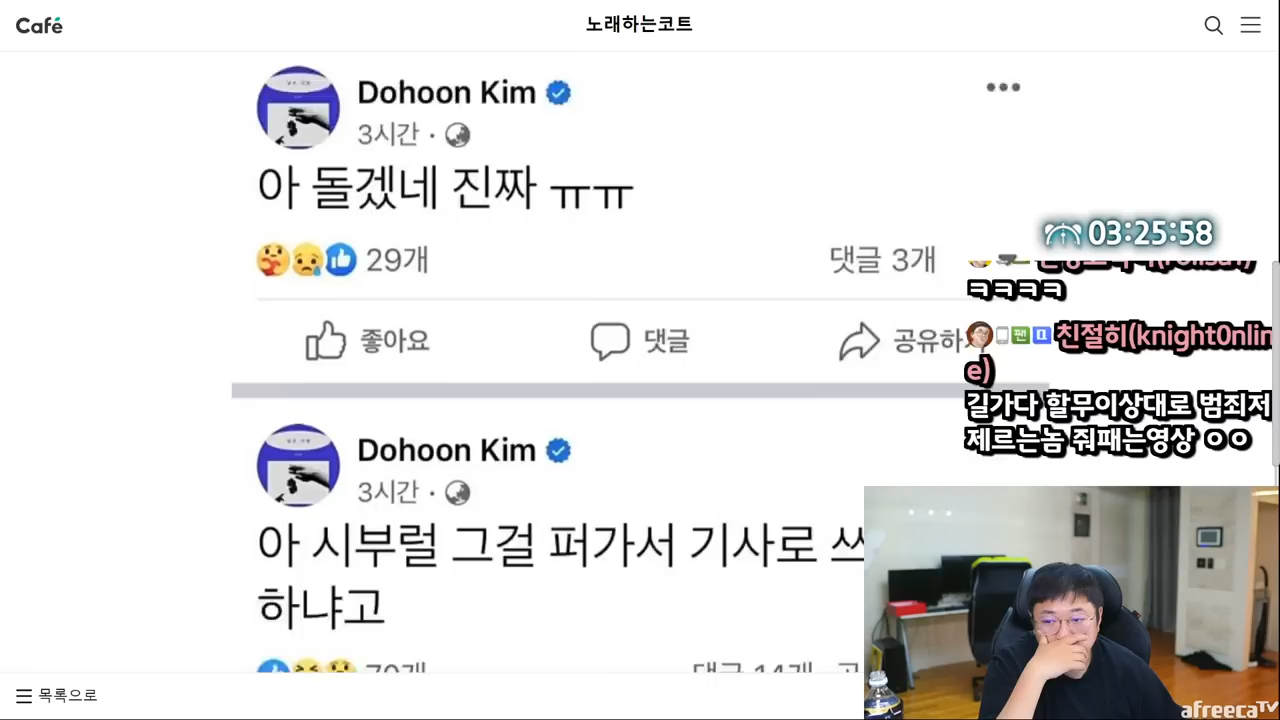 Café
노래하는코트
Dohoon Kim
3시간 ·
아 돌겠네 진짜 ㅠㅠ
29개
댓글 3개
좋아요
댓글
공유하
03:25:58
ㅋㅋㅋㅋ
친절히(knight0nlin
e)
길가다 할무이상대로 범죄저
제르는놈 줘패는영상 ㅇㅇ
Dohoon Kim
3시간 ·
아 시부럴 그걸 퍼가서 기사로
하냐고
목록으로
afreecaTV